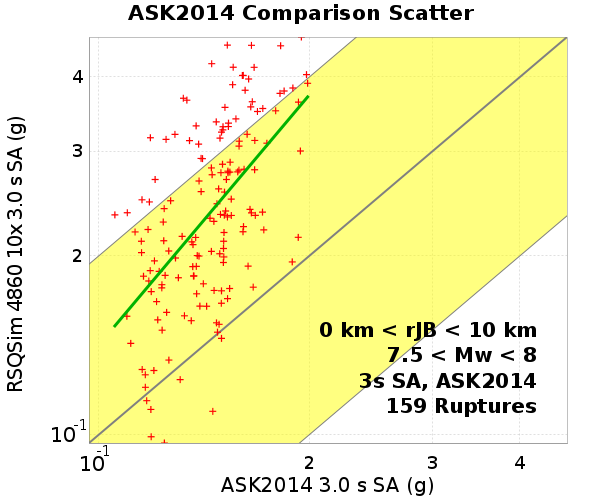 ASK2014 Comparison Scatter
RSQSim 4860 10x 3.0 s SA (g)
4
3
2
10-1
0 km < rJB < 10 km
7.5 < Mw < 8
3s SA, ASK2014
159 Ruptures
10-1 2 3 4
ASK2014 3.0 s SA (g)